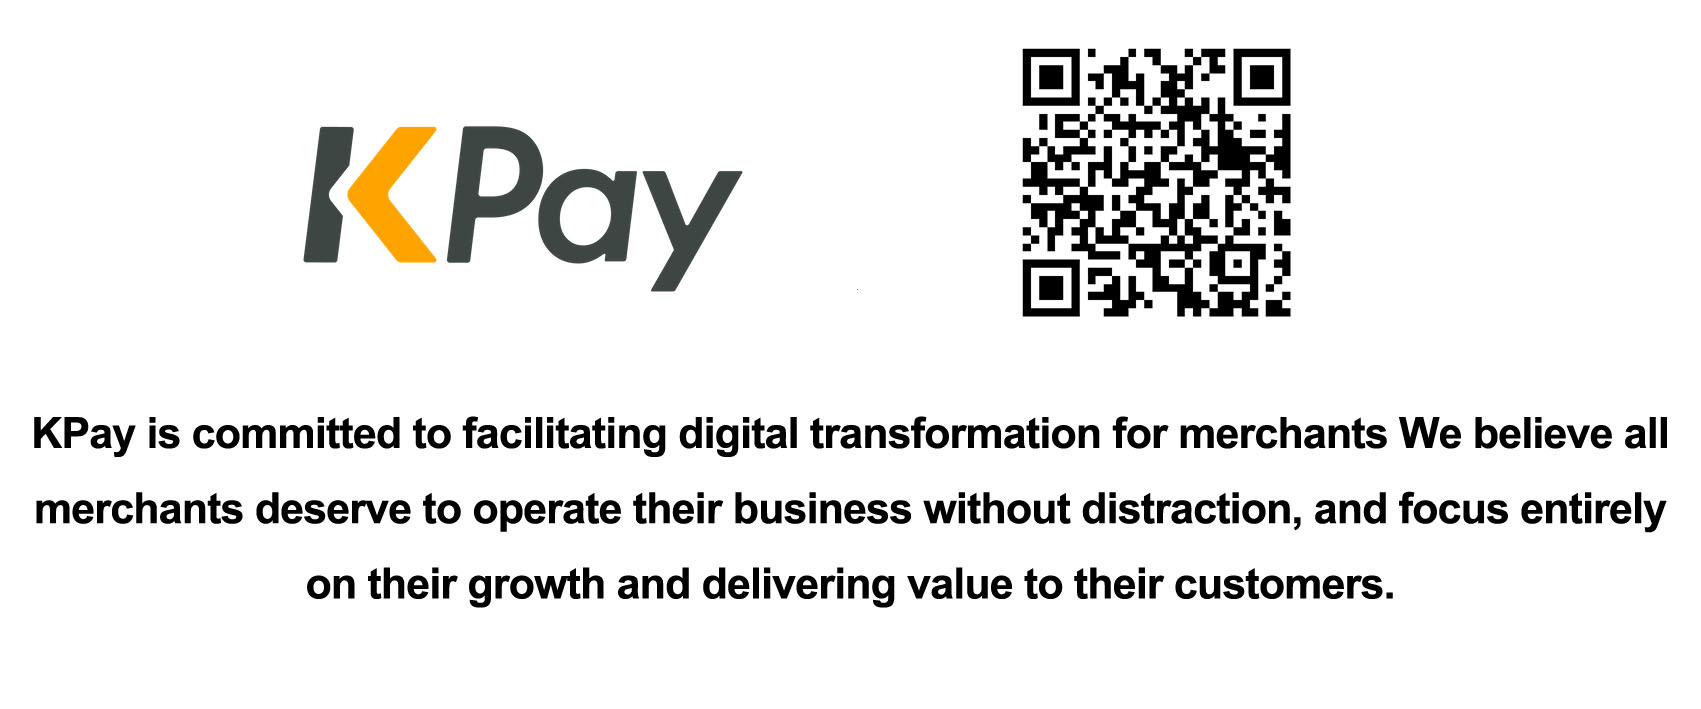 KPay
KPay is committed to facilitating digital transformation for merchants We believe all
merchants deserve to operate their business without distraction, and focus entirely
on their growth and delivering value to their customers.